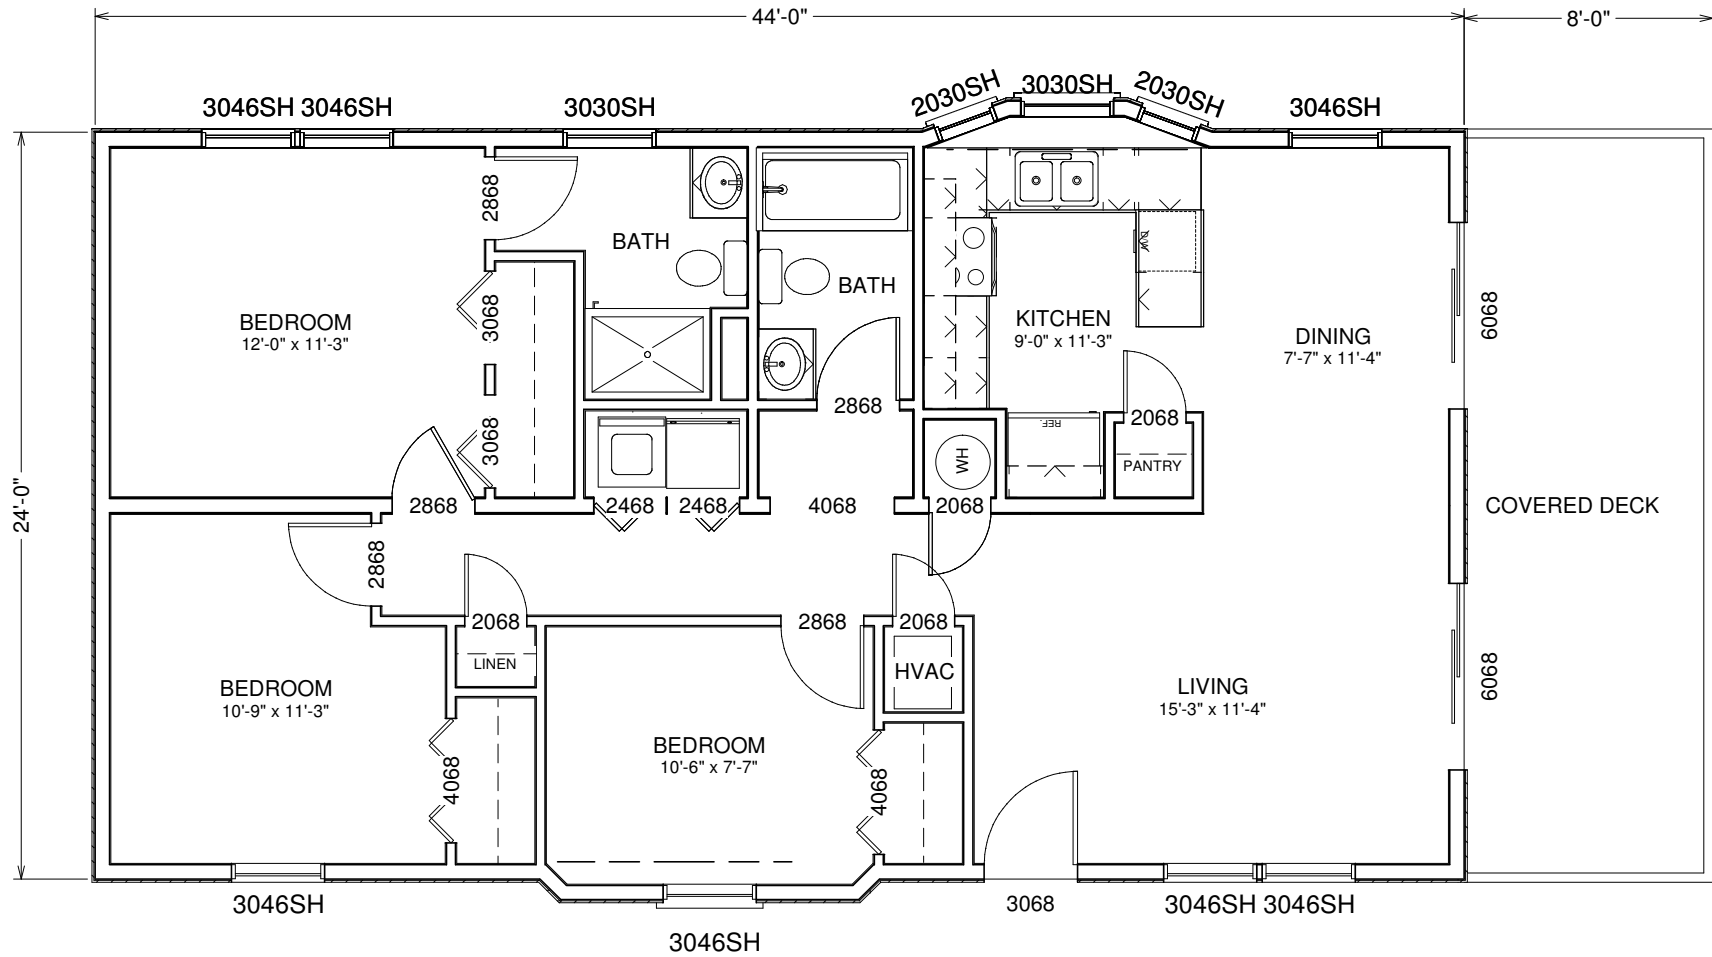 44'-0"
8'-0"
3046SH 3046SH
3030SH
2030SH
3030SH
2030SH
3046SH
24'-0"
2868
BATH
BATH
BEDROOM
12'-0" x 11'-3"
3068
3068
KITCHEN
9'-0" x 11'-3"
D/W
DINING
7'-7" x 11'-4"
6068
2868
REF.
2068
PANTRY
WH
2868
2468
2468
4068
2068
COVERED DECK
2868
2068
LINEN
2868
2068
HVAC
BEDROOM
10'-9" x 11'-3"
LIVING
15'-3" x 11'-4"
6068
BEDROOM
10'-6" x 7'-7"
4068
4068
3046SH
3046SH
3068
3046SH 3046SH